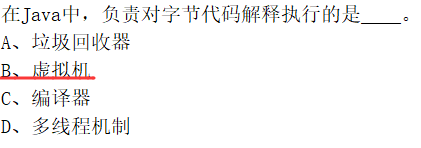 在Java中，负责对字节代码解释执行的是____。
A、垃圾回收器
B、虚拟机
C、编译器
D、多线程机制